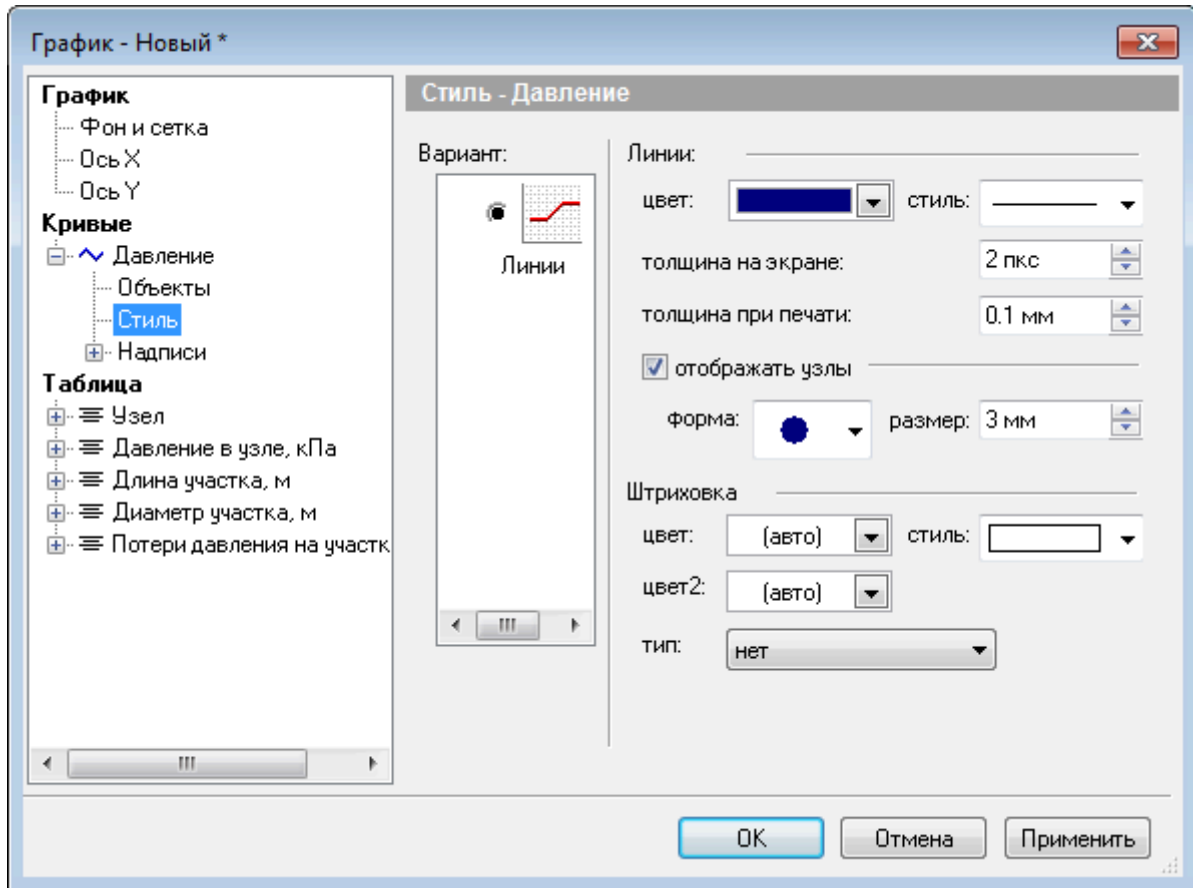 График - Новый *
График
Фон и сетка
Ось X
Ось Y
Кривые
Давление
Объекты
Стиль
Надписи
Таблица
Узел
Давление в узле, кПа
Длина участка, м
Диаметр участка, м
Потери давления на участк
Стиль - Давление
Вариант:
Линии
Линии:
цвет: стиль:
толщина на экране: 2 пкс
толщина при печати: 0.1 мм
отображать узлы
форма: размер: 3 мм
Штриховка
цвет: (авто) стиль:
цвет2: (авто)
тип: нет
OK Отмена Применить